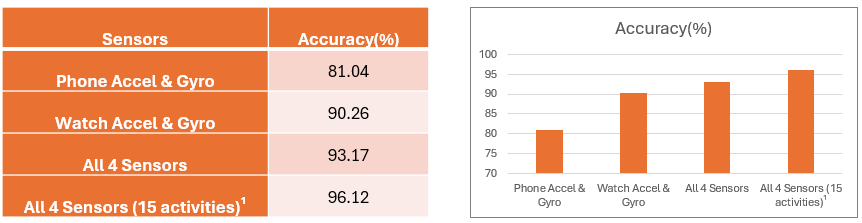 Sensors Accuracy(%)
Phone Accel & Gyro 81.04
Watch Accel & Gyro 90.26
All 4 Sensors 93.17
All 4 Sensors (15 activities)¹ 96.12
Accuracy(%)
100
95
90
85
80
75
70
Phone Accel &
Gyro
Watch Accel &
Gyro
All 4 Sensors
All 4 Sensors (15
activities)¹